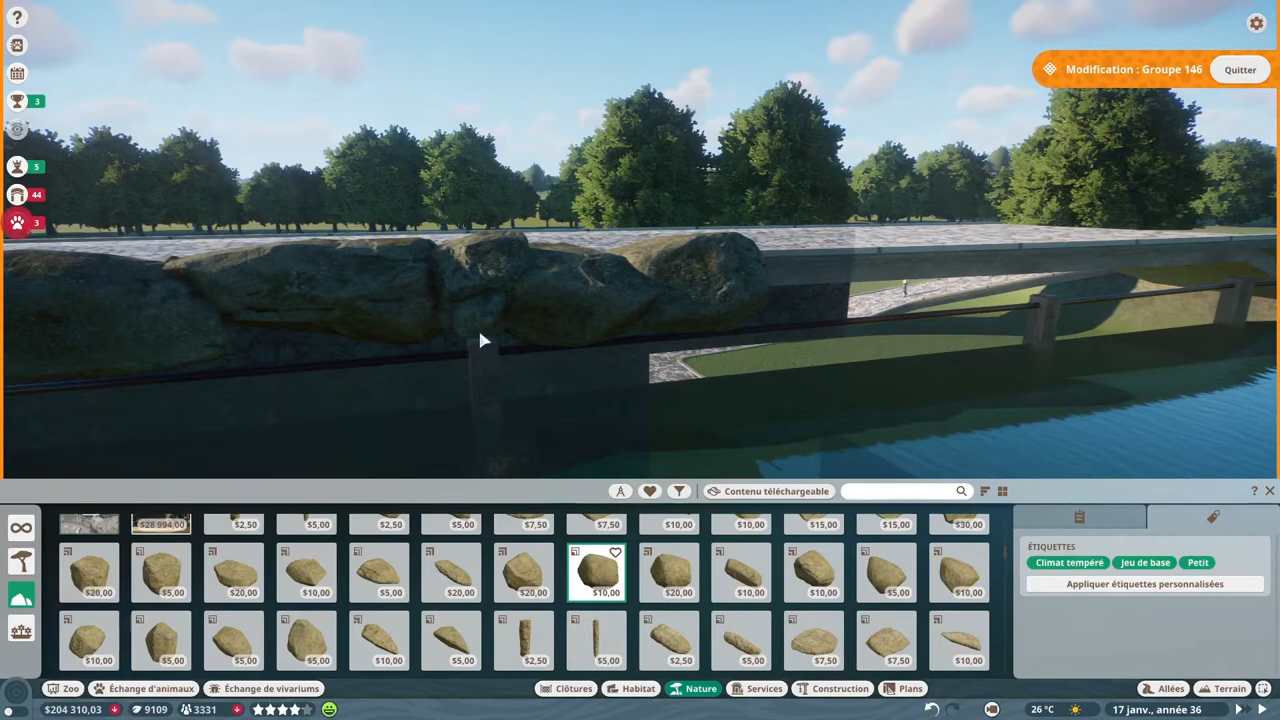 ?
Modification : Groupe 146
Quitter
3
5
44
3
Contenu téléchargeable
? ×
$28 994,00 $2,50 $5,00 $2,50 $5,00 $7,50 $7,50 $10,00 $10,00 $15,00 $15,00 $30,00
$20,00 $5,00 $20,00 $10,00 $5,00 $20,00 $20,00 $10,00 $20,00 $10,00 $10,00 $5,00 $10,00
$10,00 $5,00 $5,00 $5,00 $10,00 $5,00 $2,50 $5,00 $2,50 $5,00 $7,50 $7,50 $10,00
ÉTIQUETTES
Climat tempéré Jeu de base Petit
Appliquer étiquettes personnalisées
Zoo Échange d'animaux Échange de vivariums Clôtures Habitat Nature Services Construction Plans Allées Terrain
$204 310,03 9109 3331 26 °C 17 janv., année 36